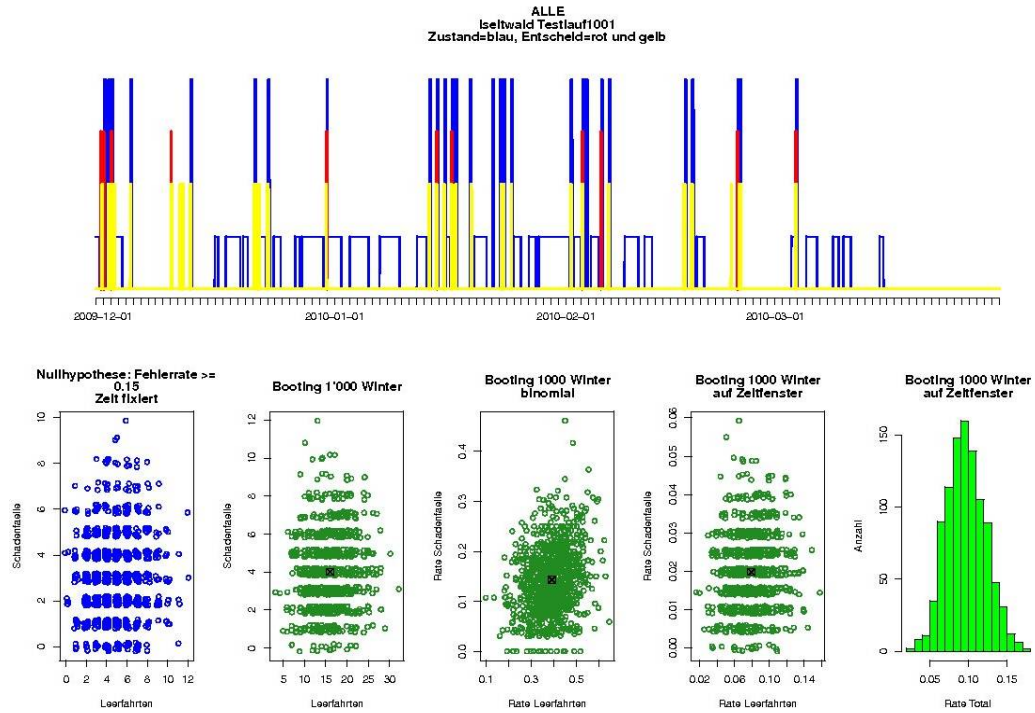 ALLE
Iseltwald Testlauf1001
Zustand=blau, Entscheid=rot und gelb
2009-12-01 2010-01-01 2010-02-01 2010-03-01
Nullhypothese: Fehlerrate >=
0.15
Zeit fixiert
Schadenfaelle
0 2 4 6 8 10
0 2 4 6 8 10 12
Leerfahrten
Booting 1'000 Winter
Schadenfaelle
0 2 4 6 8 10 12
5 10 15 20 25 30
Leerfahrten
Booting 1000 Winter
binomial
Rate Schadenfaelle
0.0 0.1 0.2 0.3 0.4
0.1 0.3 0.5
Rate Leerfahrten
Booting 1000 Winter
auf Zeitfenster
Rate Schadenfaelle
0.00 0.01 0.02 0.03 0.04 0.05 0.06
0.02 0.06 0.10 0.14
Rate Leerfahrten
Booting 1000 Winter
auf Zeitfenster
Anzahl
0 50 100 150
0.05 0.10 0.15
Rate Total